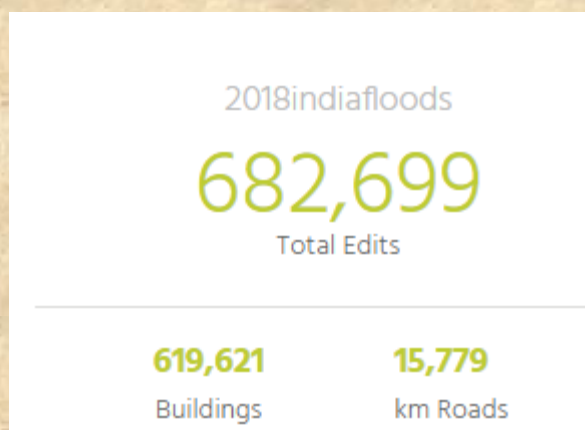 2018indiafloods
682,699
Total Edits
619,621 15,779
Buildings km Roads